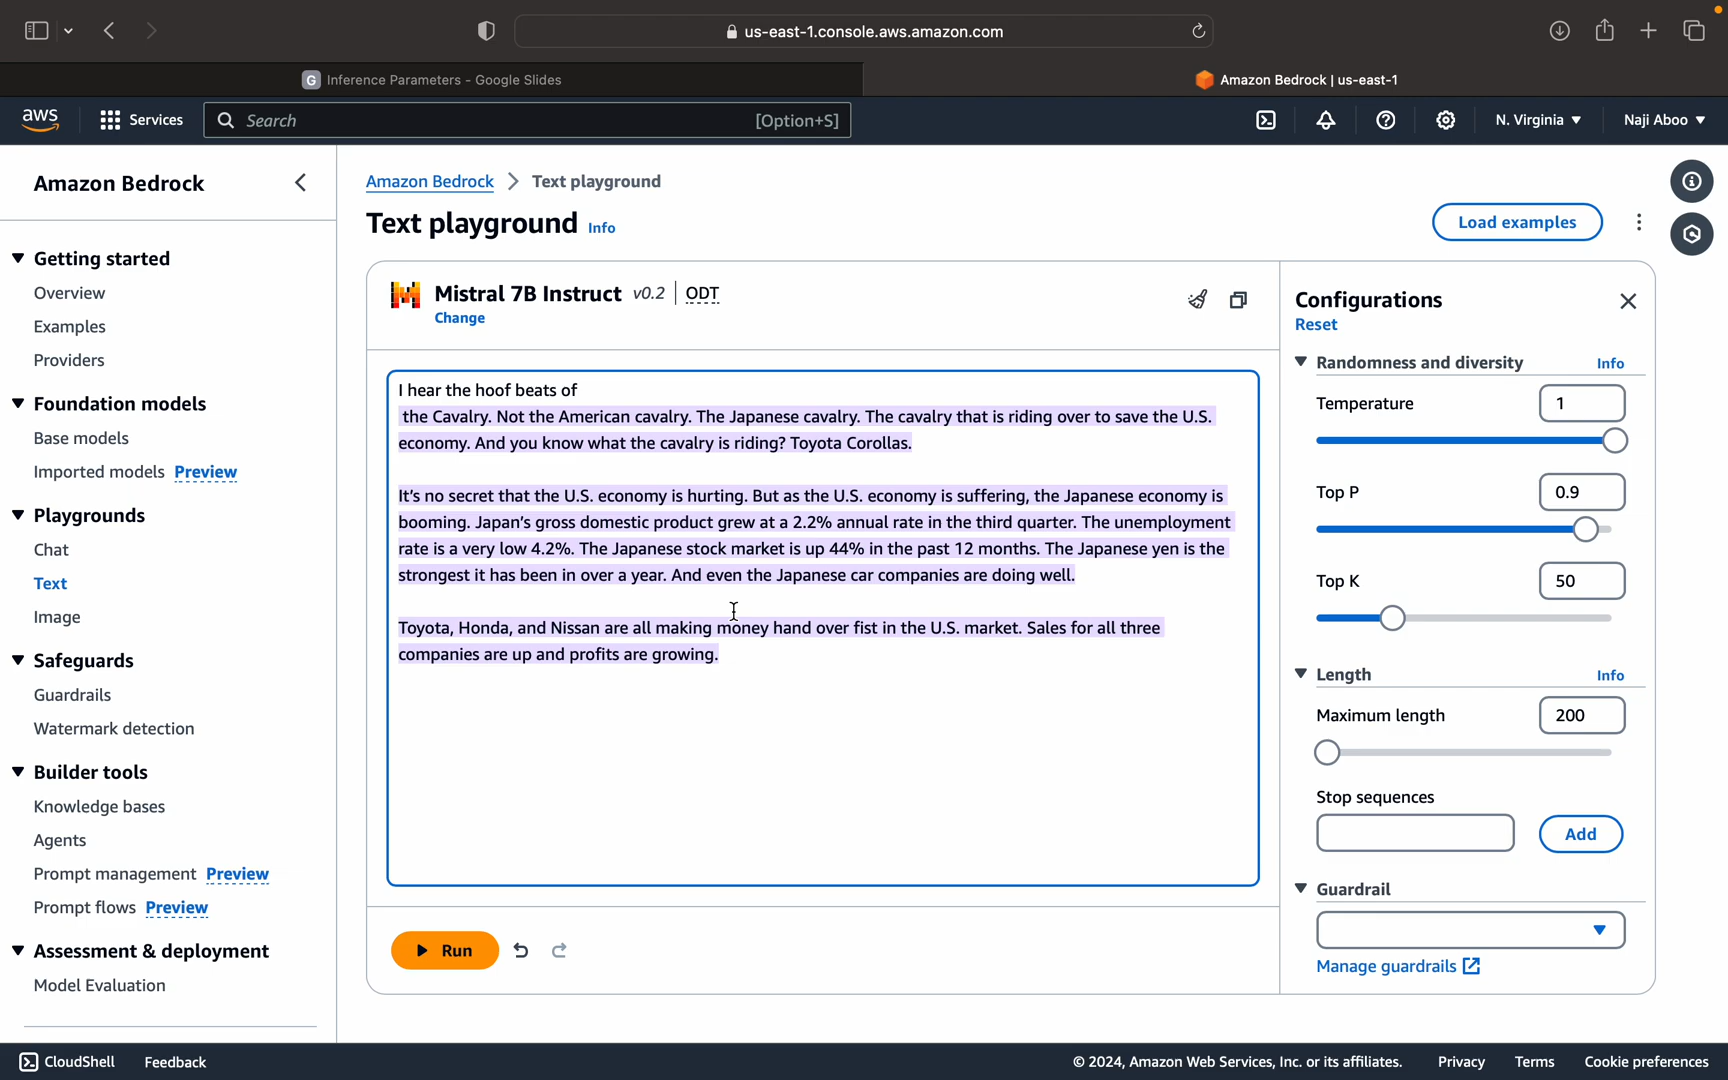 us-east-1.console.aws.amazon.com
G Inference Parameters - Google Slides
Amazon Bedrock | us-east-1
aws Services Search [Option+S] N. Virginia Naji Aboo
Amazon Bedrock
Getting started
Overview
Examples
Providers
Foundation models
Base models
Imported models Preview
Playgrounds
Chat
Text
Image
Safeguards
Guardrails
Watermark detection
Builder tools
Knowledge bases
Agents
Prompt management Preview
Prompt flows Preview
Assessment & deployment
Model Evaluation
Amazon Bedrock > Text playground
Text playground Info
Load examples
Mistral 7B Instruct v0.2 | ODT
Change
I hear the hoof beats of
the Cavalry. Not the American cavalry. The Japanese cavalry. The cavalry that is riding over to save the U.S.
economy. And you know what the cavalry is riding? Toyota Corollas.
It's no secret that the U.S. economy is hurting. But as the U.S. economy is suffering, the Japanese economy is
booming. Japan's gross domestic product grew at a 2.2% annual rate in the third quarter. The unemployment
rate is a very low 4.2%. The Japanese stock market is up 44% in the past 12 months. The Japanese yen is the
strongest it has been in over a year. And even the Japanese car companies are doing well.
Toyota, Honda, and Nissan are all making money hand over fist in the U.S. market. Sales for all three
companies are up and profits are growing.
Run
Configurations
Reset
Randomness and diversity Info
Temperature 1
Top P 0.9
Top K 50
Length Info
Maximum length 200
Stop sequences
Add
Guardrail
Manage guardrails
CloudShell Feedback © 2024, Amazon Web Services, Inc. or its affiliates. Privacy Terms Cookie preferences